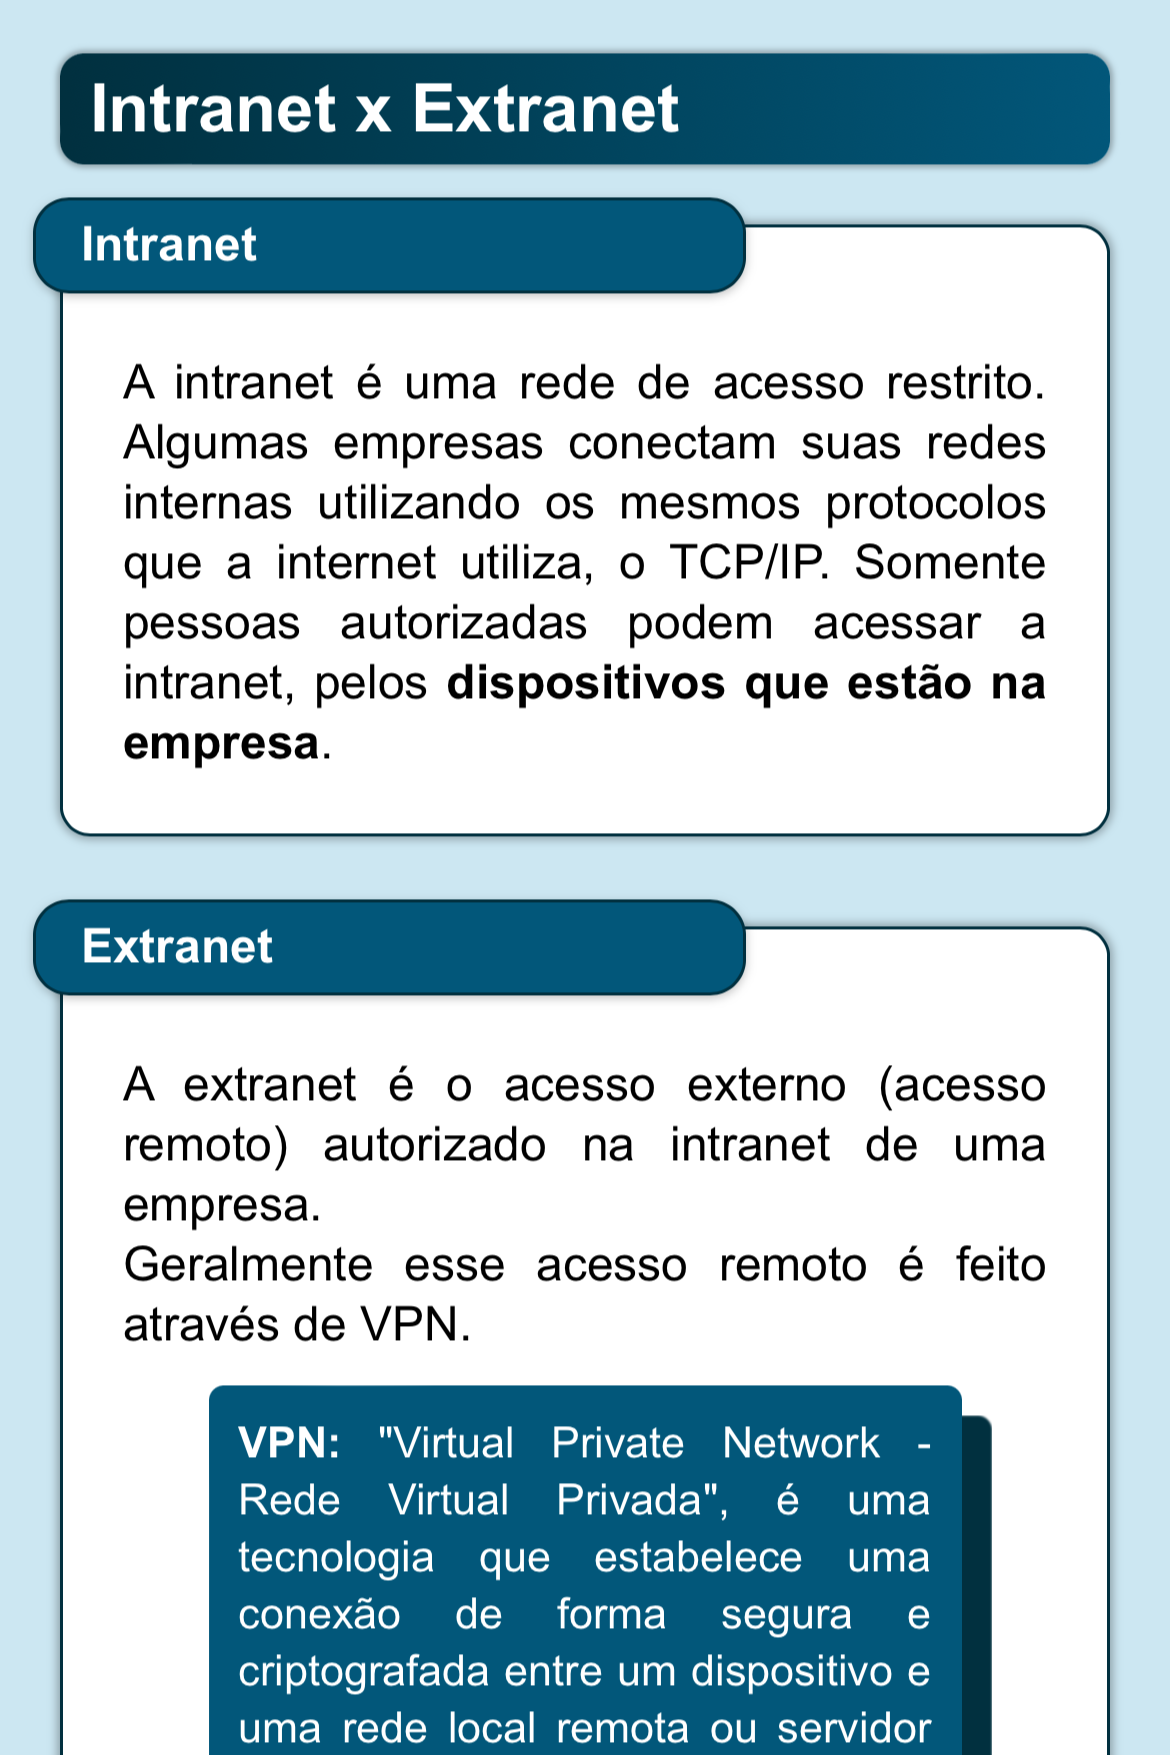 Intranet x Extranet
Intranet
A intranet é uma rede de acesso restrito.
Algumas empresas conectam suas redes
internas utilizando os mesmos protocolos
que a internet utiliza, o TCP/IP. Somente
pessoas autorizadas podem acessar a
intranet, pelos dispositivos que estão na
empresa.
Extranet
A extranet é o acesso externo (acesso
remoto) autorizado na intranet de uma
empresa.
Geralmente esse acesso remoto é feito
através de VPN.
VPN: "Virtual Private Network -
Rede Virtual Privada", é uma
tecnologia que estabelece uma
conexão de forma segura e
criptografada entre um dispositivo e
uma rede local remota ou servidor